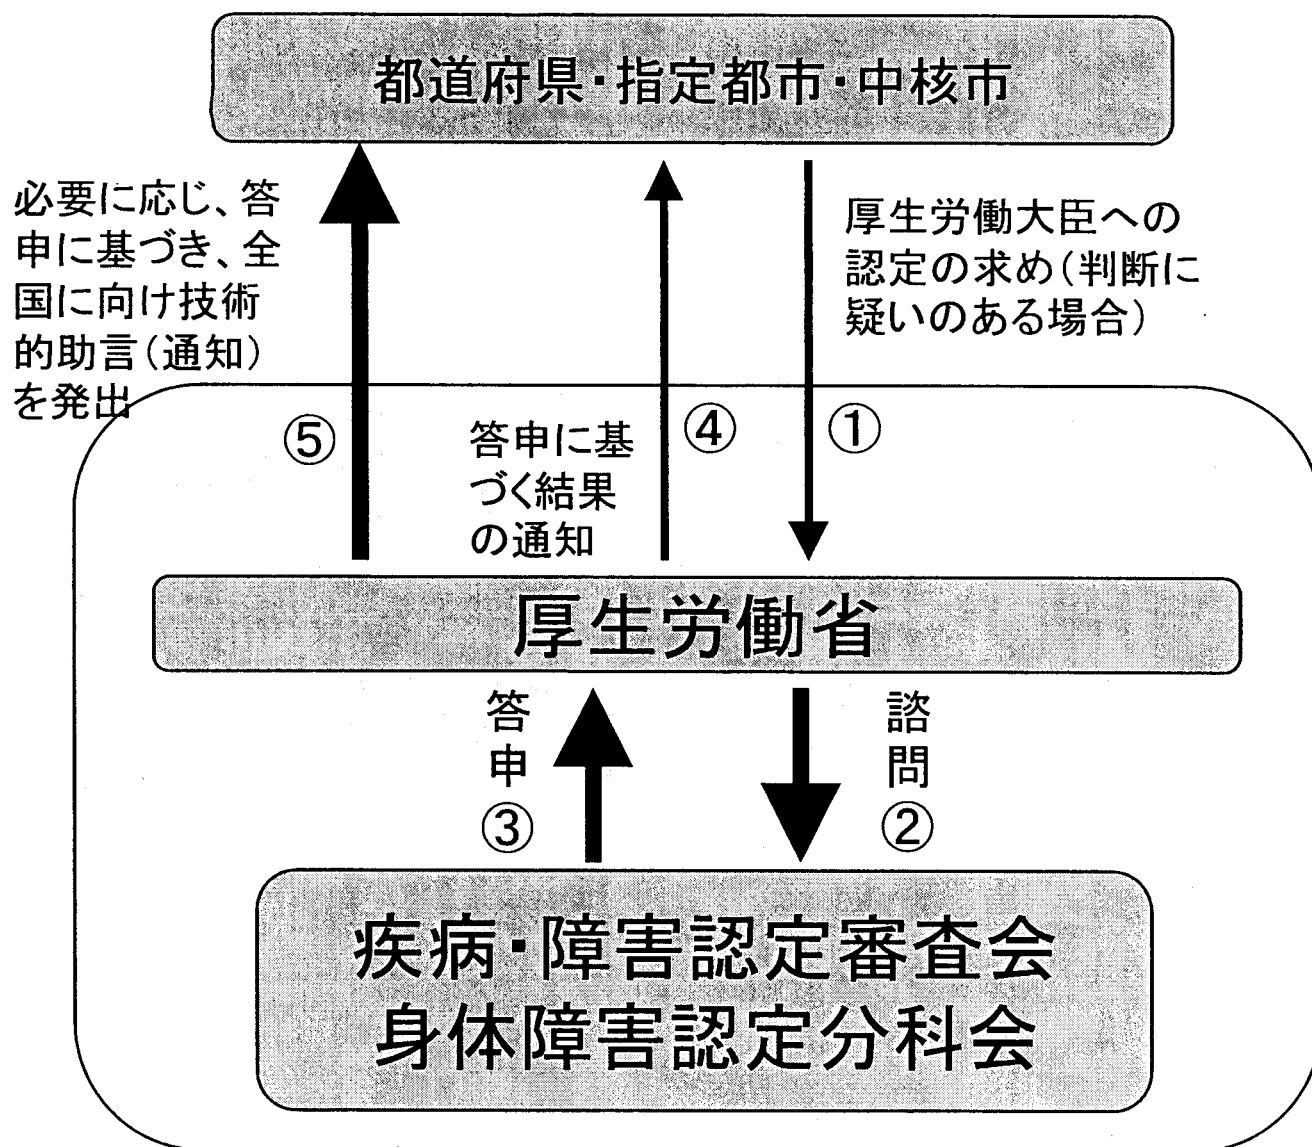 都道府県・指定都市・中核市
必要に応じ、答
申に基づき、全
国に向け技術
的助言(通知)
を発出
厚生労働大臣への
認定の求め(判断に
疑いのある場合)
⑤
答申に基
づく結果
の通知
④
①
厚生労働省
答申
③
諮問
②
疾病・障害認定審査会
身体障害認定分科会